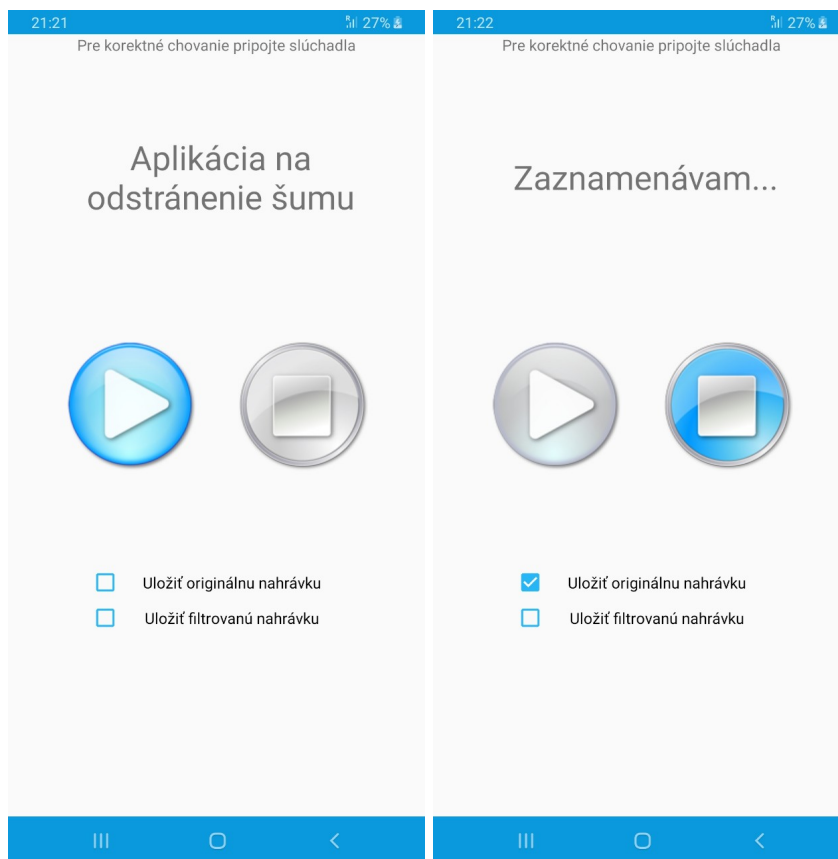 21:21
27%
Pre korektné chovanie pripojte slúchadla
Aplikácia na
odstránenie šumu
Uložiť originálnu nahrávku
Uložiť filtrovanú nahrávku
21:22
27%
Pre korektné chovanie pripojte slúchadla
Zaznamenávam...
Uložiť originálnu nahrávku
Uložiť filtrovanú nahrávku